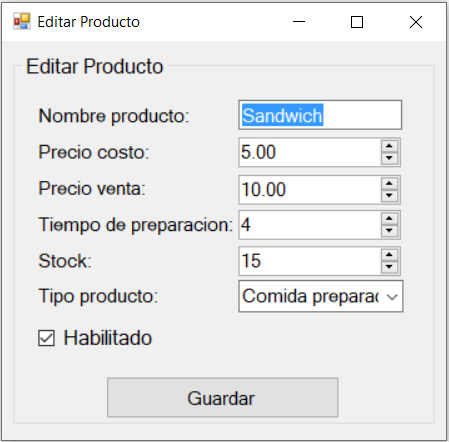 Editar Producto
Editar Producto
Nombre producto: Sandwich
Precio costo: 5.00
Precio venta: 10.00
Tiempo de preparacion: 4
Stock: 15
Tipo producto: Comida preparac
Habilitado
Guardar